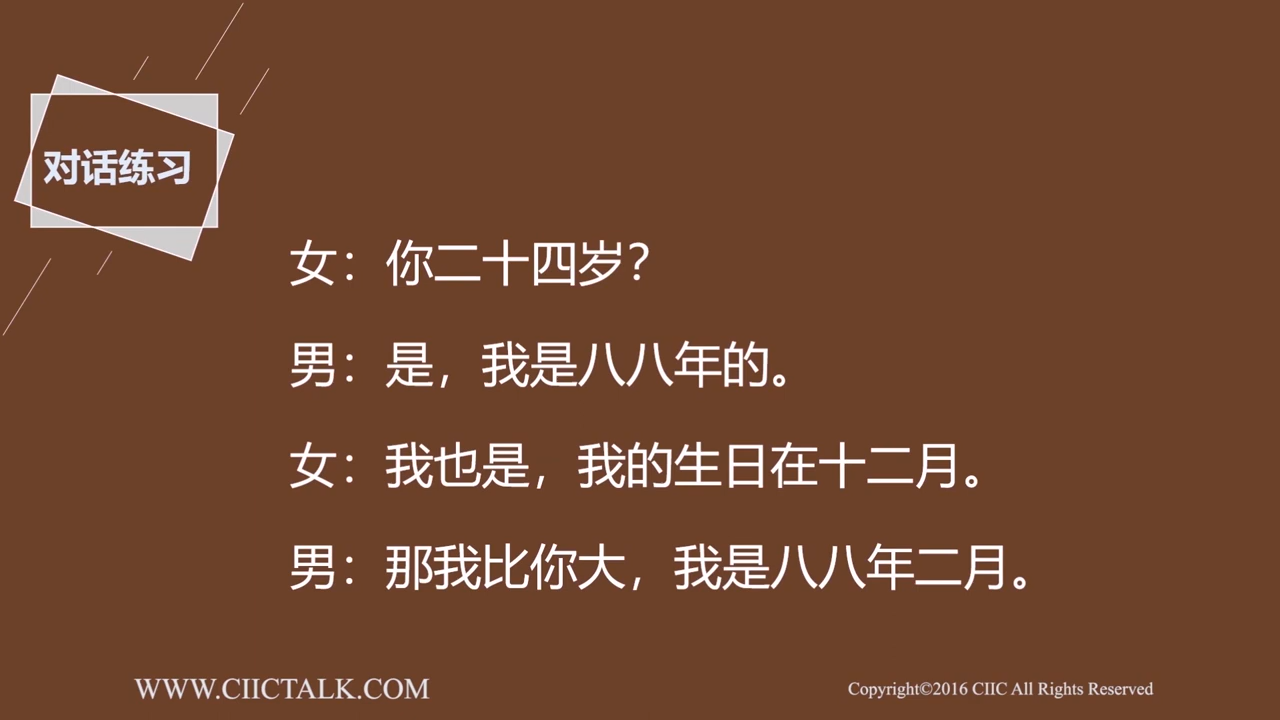 对话练习
女：你二十四岁？
男：是，我是八八年的。
女：我也是，我的生日在十二月。
男：那我比你大，我是八八年二月。
WWW.CIICTALK.COM
Copyright©2016 CIIC All Rights Reserved